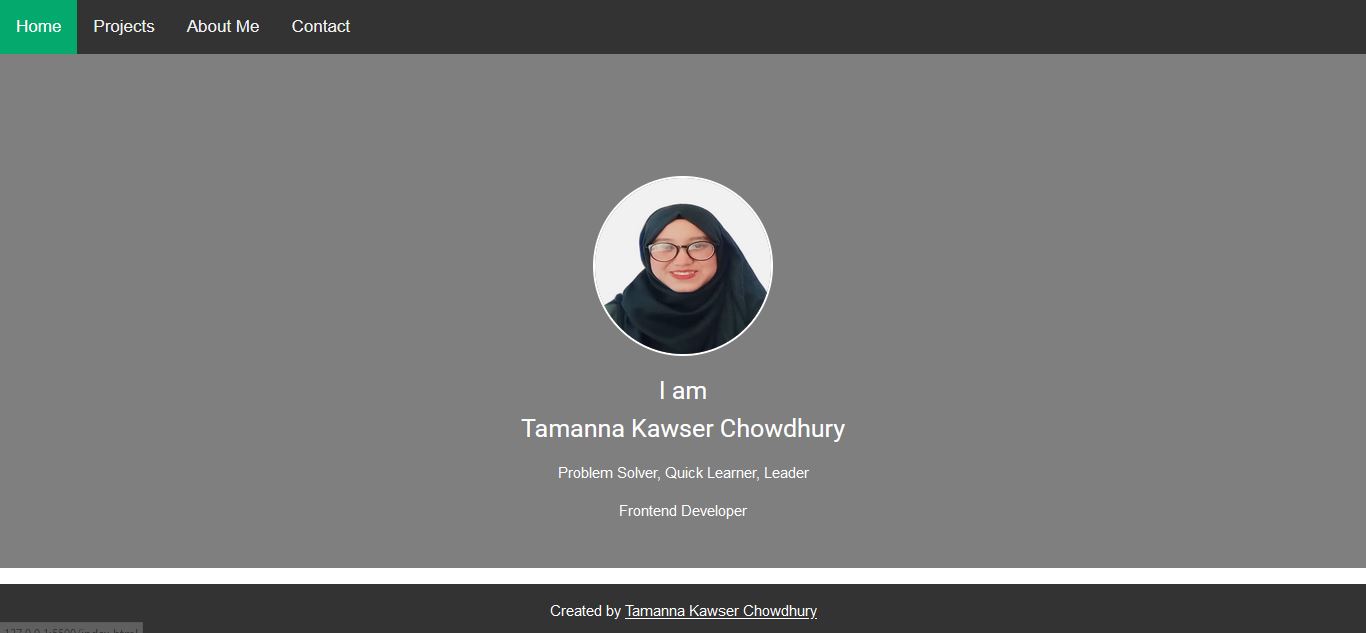 Home Projects About Me Contact
I am
Tamanna Kawser Chowdhury
Problem Solver, Quick Learner, Leader
Frontend Developer
Created by Tamanna Kawser Chowdhury